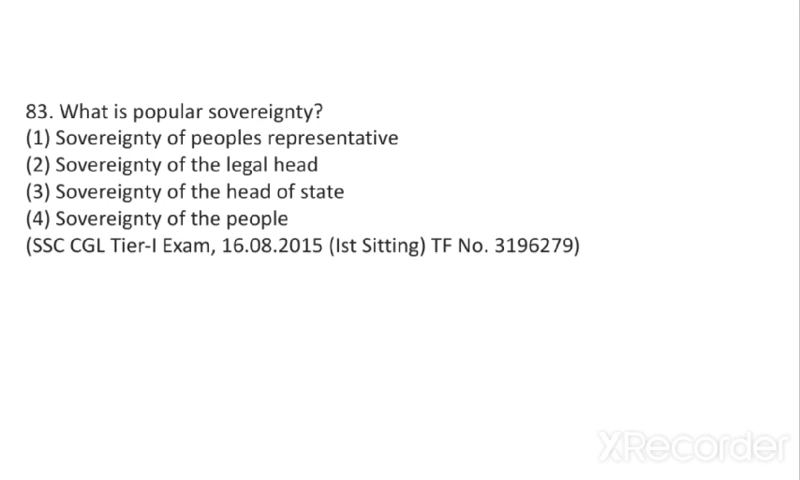 83. What is popular sovereignty?
(1) Sovereignty of peoples representative
(2) Sovereignty of the legal head
(3) Sovereignty of the head of state
(4) Sovereignty of the people
(SSC CGL Tier-I Exam, 16.08.2015 (Ist Sitting) TF No. 3196279)
XRecorder